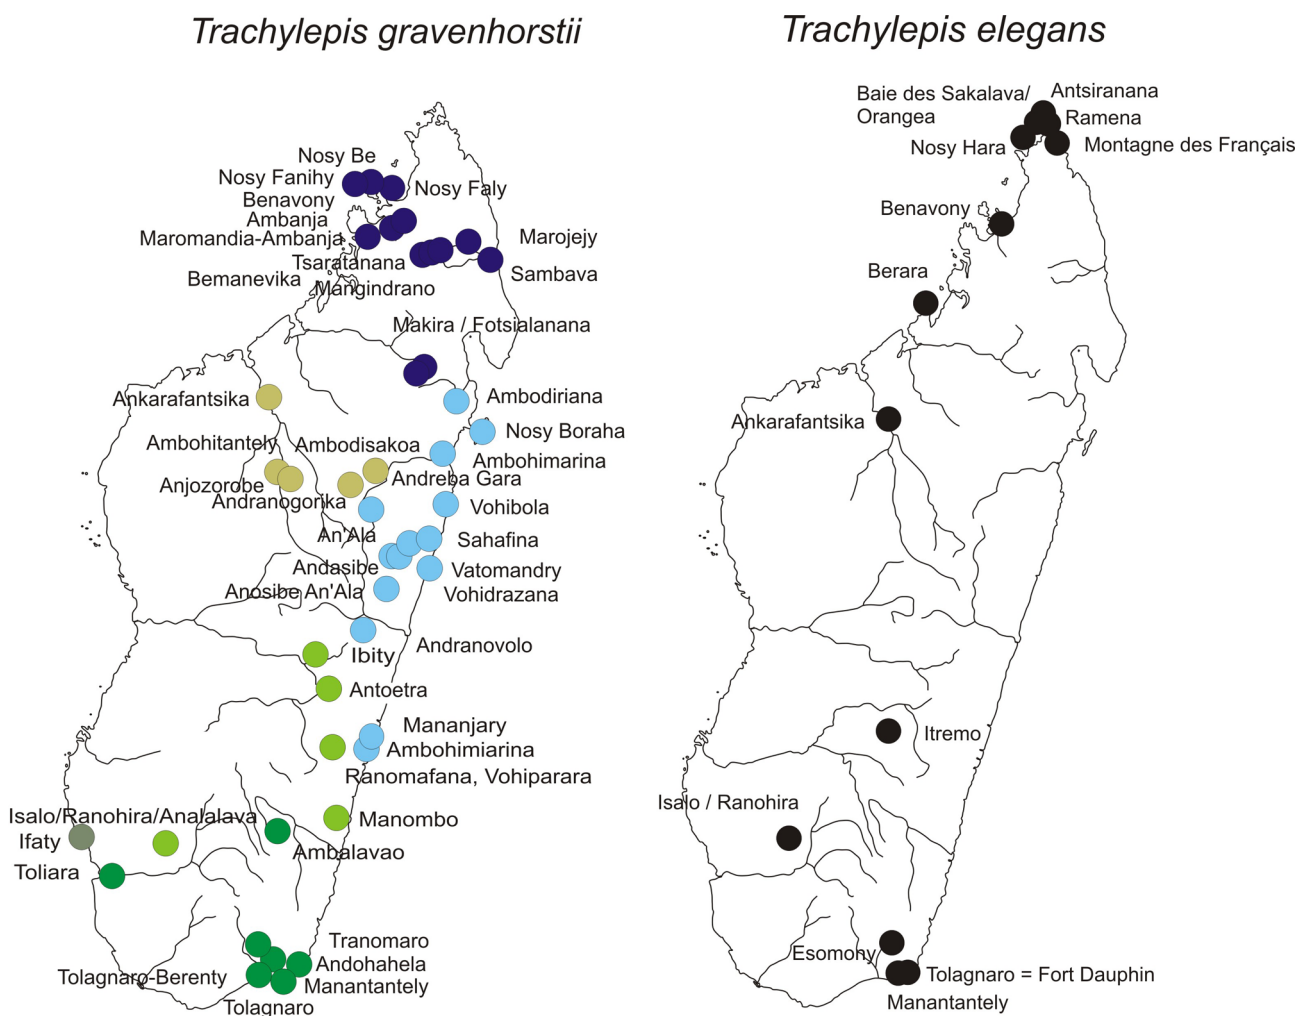 Trachylepis gravenhorstii
Nosy Be
Nosy Fanihy
Nosy Faly
Benavony
Ambanja
Maromandia-Ambanja
Marojejy
Tsaratanana
Sambava
Bemanevika
Mangindrano
Makira / Fotsialanana
Ankarafantsika
Ambodiriana
Nosy Boraha
Ambohitantely
Ambodisakoa
Ambohimarina
Anjozorobe
Andreba Gara
Andranogorika
Vohibola
An'Ala
Sahafina
Andasibe
Vatomandry
Anosibe An'Ala
Vohidrazana
Andranovolo
Ibity
Antoetra
Mananjary
Ambohimiarina
Ranomafana, Vohiparara
Isalo/Ranohira/Analalava
Manombo
Ifaty
Ambalavao
Toliara
Tranomaro
Andohahela
Tolagnaro-Berenty
Manantantely
Tolagnaro
Trachylepis elegans
Baie des Sakalava/
Orangea
Antsiranana
Ramena
Nosy Hara
Montagne des Français
Benavony
Berara
Ankarafantsika
Itremo
Isalo / Ranohira
Esomony
Tolagnaro = Fort Dauphin
Manantantely